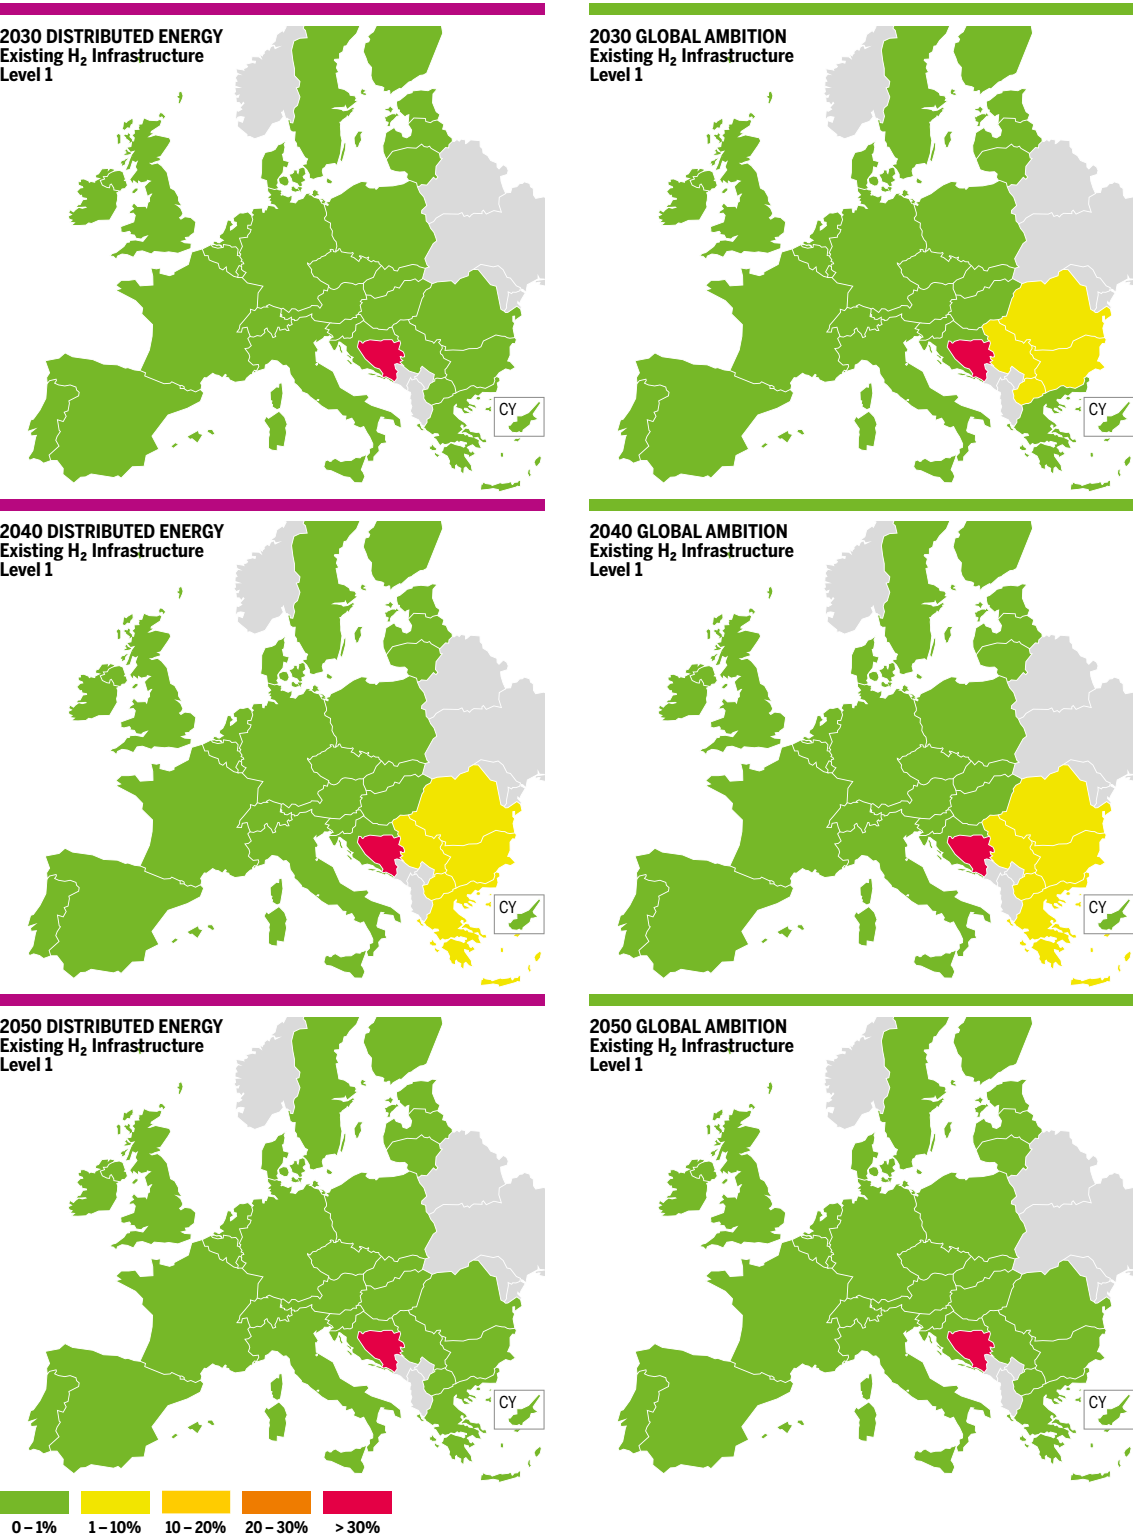 2030 DISTRIBUTED ENERGY
Existing H₂ Infrastructure
Level 1
CY
2030 GLOBAL AMBITION
Existing H₂ Infrastructure
Level 1
CY
2040 DISTRIBUTED ENERGY
Existing H₂ Infrastructure
Level 1
CY
2040 GLOBAL AMBITION
Existing H₂ Infrastructure
Level 1
CY
2050 DISTRIBUTED ENERGY
Existing H₂ Infrastructure
Level 1
CY
2050 GLOBAL AMBITION
Existing H₂ Infrastructure
Level 1
CY
0 – 1% 1 – 10% 10 – 20% 20 – 30% > 30%